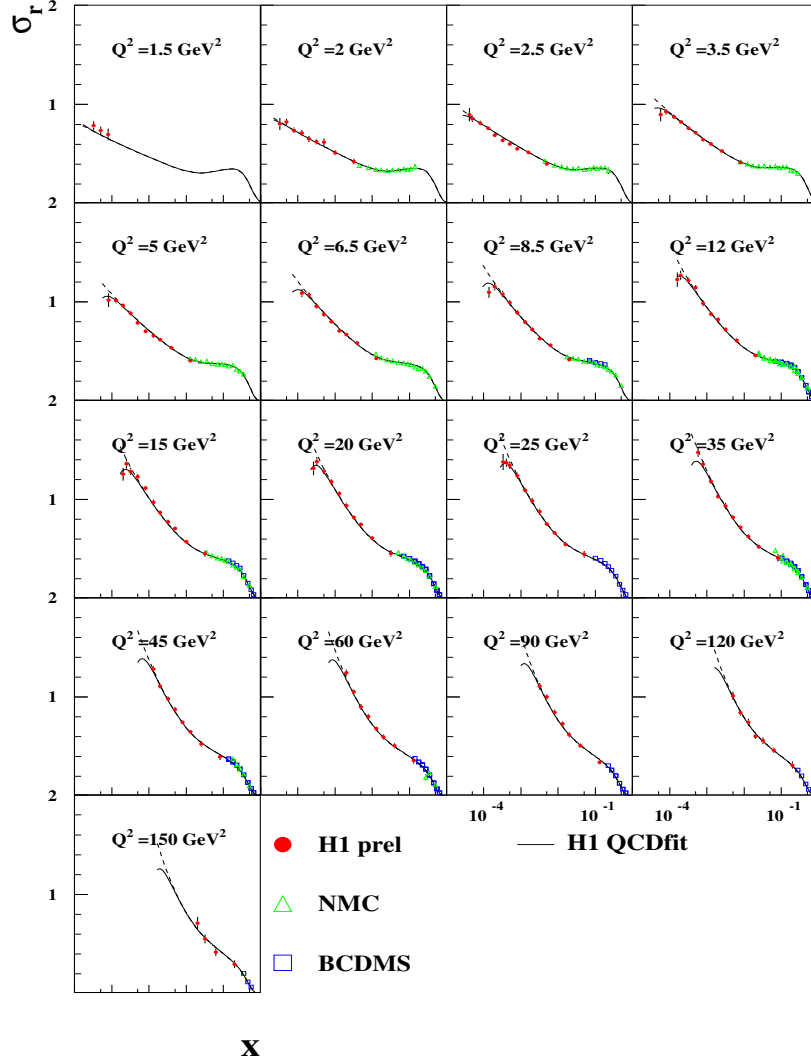 σr
2
Q² =1.5 GeV²
Q² =2 GeV²
Q² =2.5 GeV²
Q² =3.5 GeV²
1
2
Q² =5 GeV²
Q² =6.5 GeV²
Q² =8.5 GeV²
Q² =12 GeV²
1
2
Q² =15 GeV²
Q² =20 GeV²
Q² =25 GeV²
Q² =35 GeV²
1
2
Q² =45 GeV²
Q² =60 GeV²
Q² =90 GeV²
Q² =120 GeV²
1
2
10⁻⁴
10⁻¹
10⁻⁴
10⁻¹
Q² =150 GeV²
H1 prel
H1 QCDfit
1
NMC
BCDMS
x